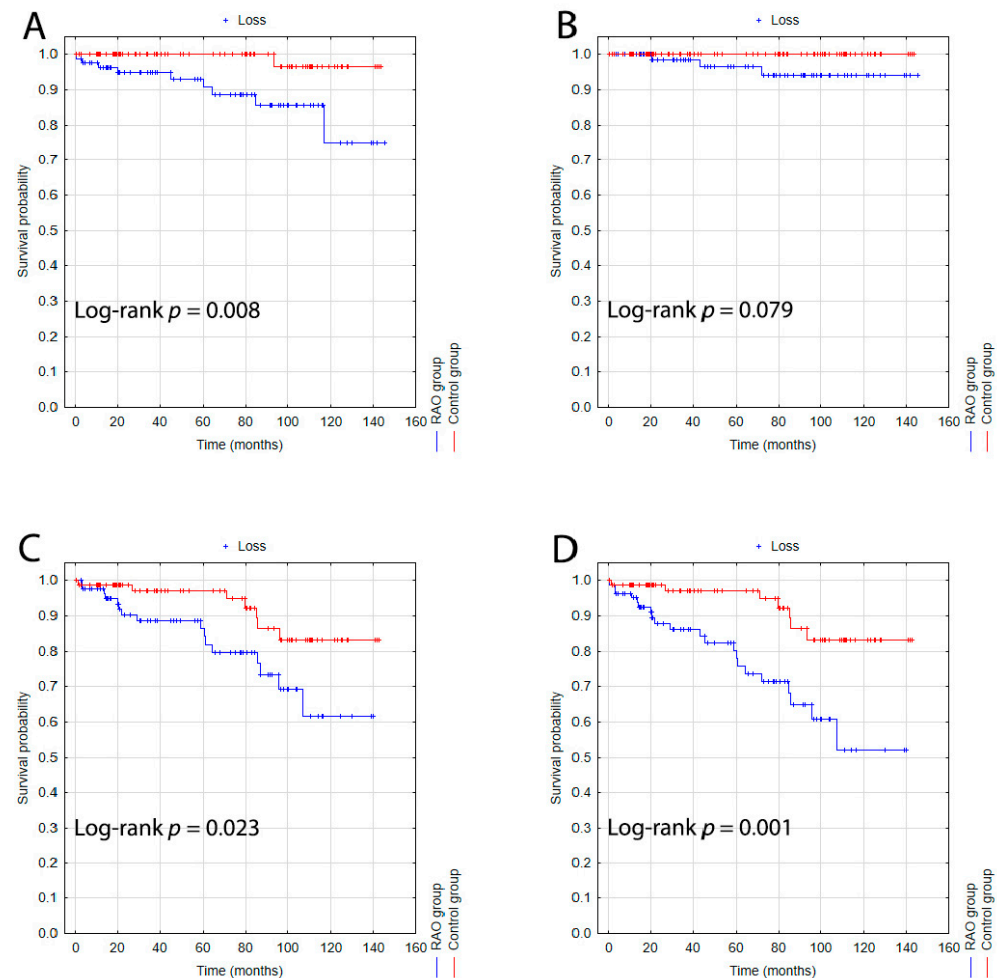 A
+ Loss
1.0
0.9
0.8
0.7
0.6
0.5
0.4
0.3
0.2
0.1
0.0
Survival probability
Log-rank p = 0.008
0 20 40 60 80 100 120 140 160
Time (months)
RAO group
Control group
B
+ Loss
1.0
0.9
0.8
0.7
0.6
0.5
0.4
0.3
0.2
0.1
0.0
Survival probability
Log-rank p = 0.079
0 20 40 60 80 100 120 140 160
Time (months)
RAO group
Control group
C
+ Loss
1.0
0.9
0.8
0.7
0.6
0.5
0.4
0.3
0.2
0.1
0.0
Survival probability
Log-rank p = 0.023
0 20 40 60 80 100 120 140 160
Time (months)
RAO group
Control group
D
+ Loss
1.0
0.9
0.8
0.7
0.6
0.5
0.4
0.3
0.2
0.1
0.0
Survival probability
Log-rank p = 0.001
0 20 40 60 80 100 120 140 160
Time (months)
RAO group
Control group